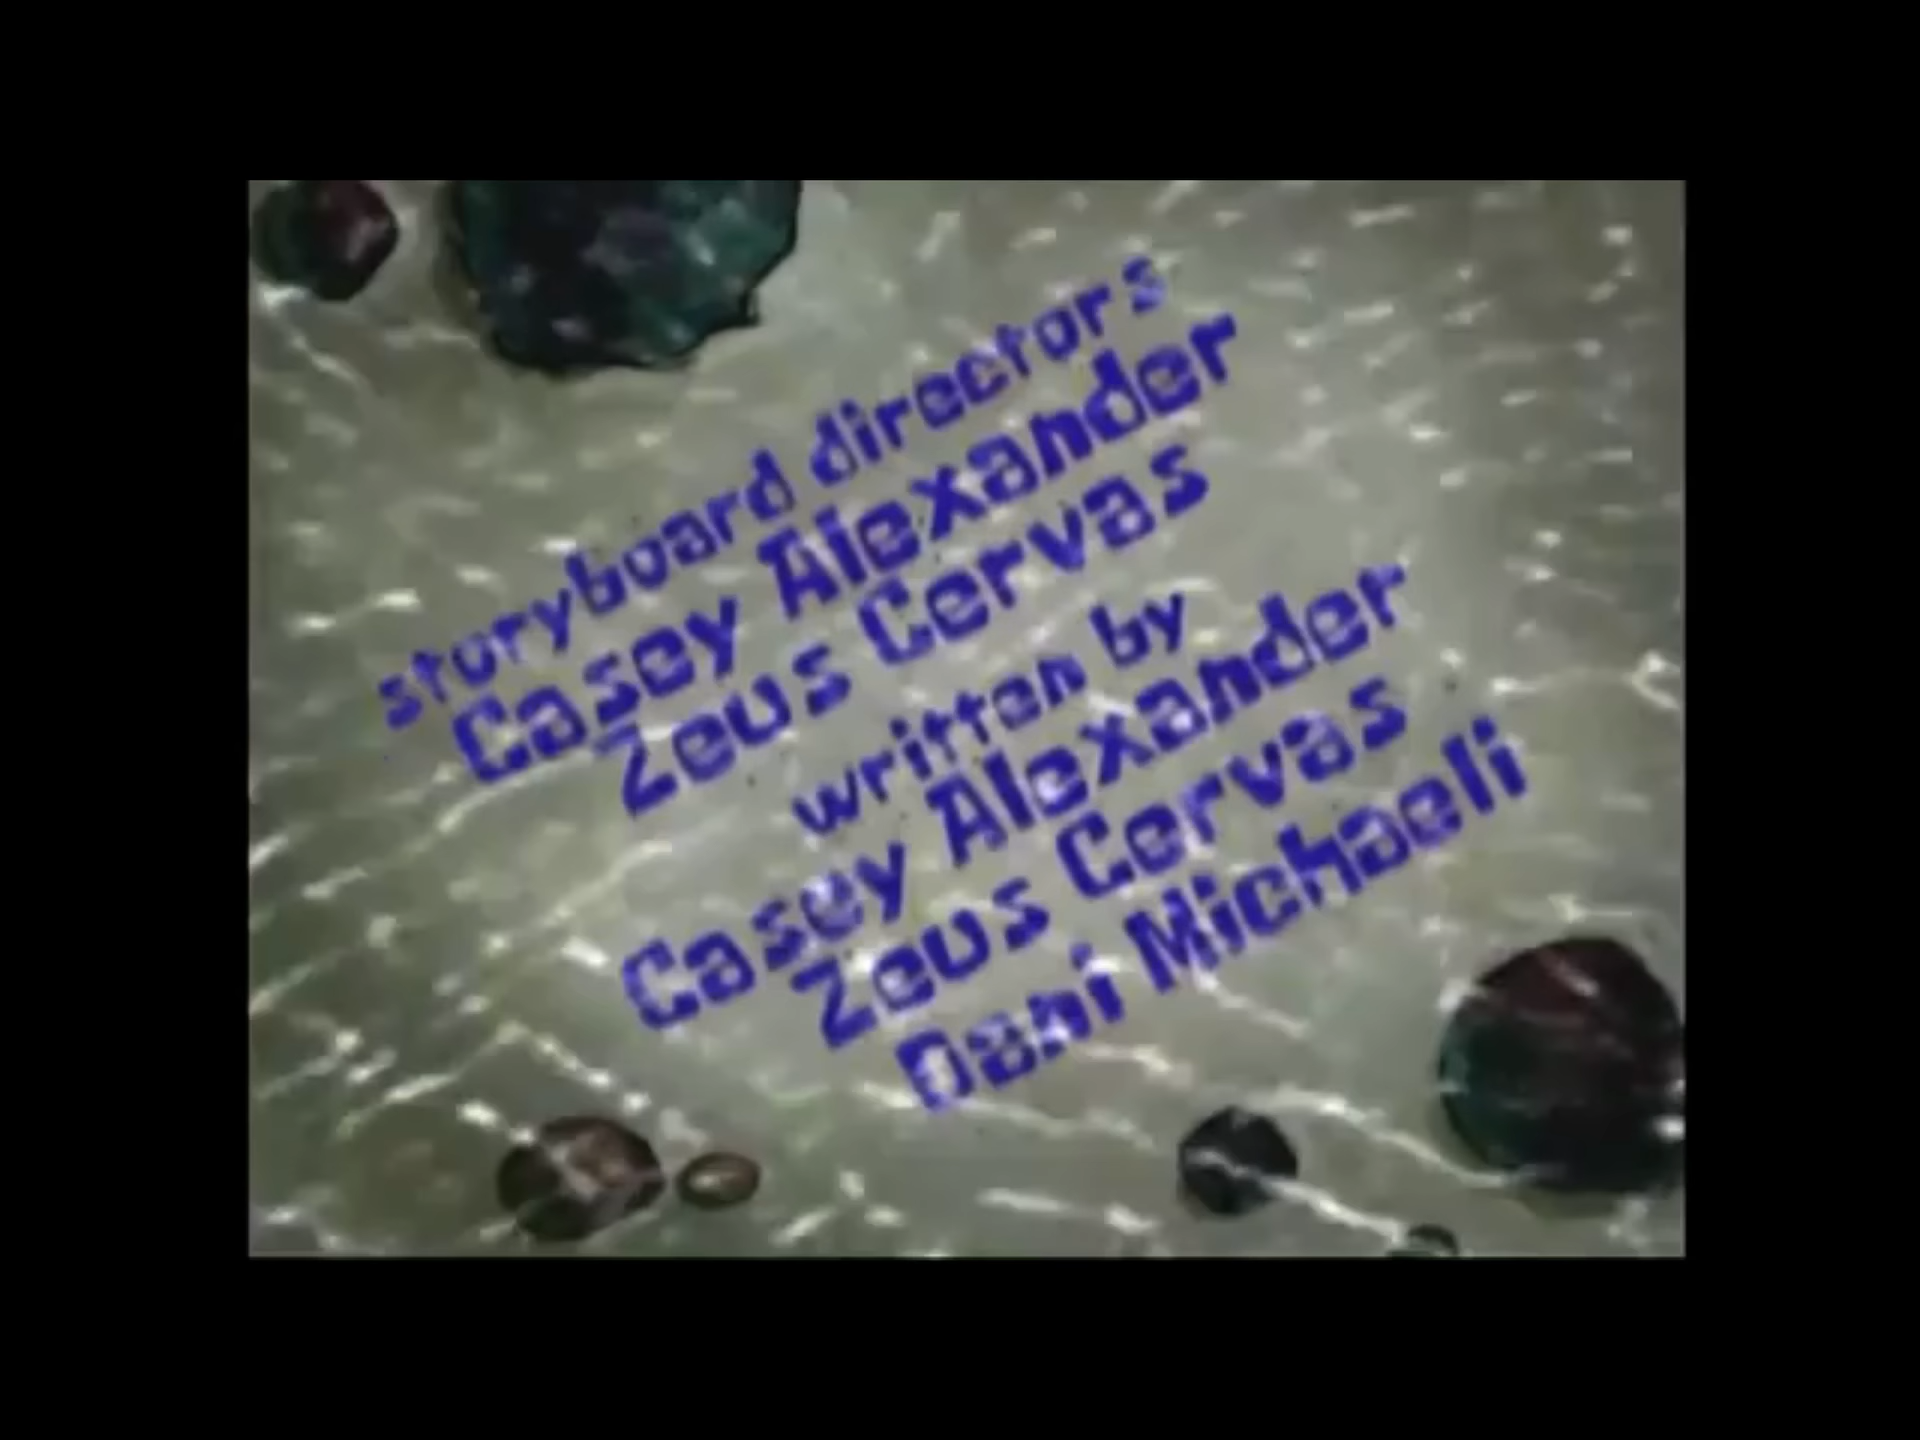 storyboard directors
Casey Alexander
Zeus Cervas
written by
Casey Alexander
Zeus Cervas
Dani Michaeli